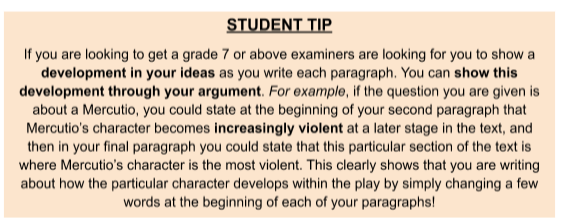 STUDENT TIP
If you are looking to get a grade 7 or above examiners are looking for you to show a
development in your ideas as you write each paragraph. You can show this
development through your argument. For example, if the question you are given is
about a Mercutio, you could state at the beginning of your second paragraph that
Mercutio's character becomes increasingly violent at a later stage in the text, and
then in your final paragraph you could state that this particular section of the text is
where Mercutio's character is the most violent. This clearly shows that you are writing
about how the particular character develops within the play by simply changing a few
words at the beginning of each of your paragraphs!